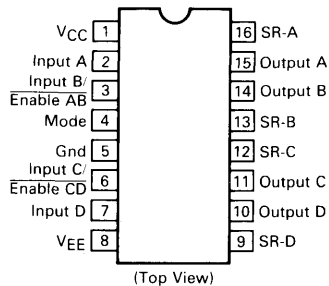 VCC 1
Input A 2
Input B/
Enable AB 3
Mode 4
Gnd 5
Input C/
Enable CD 6
Input D 7
VEE 8
16 SR-A
15 Output A
14 Output B
13 SR-B
12 SR-C
11 Output C
10 Output D
9 SR-D
(Top View)